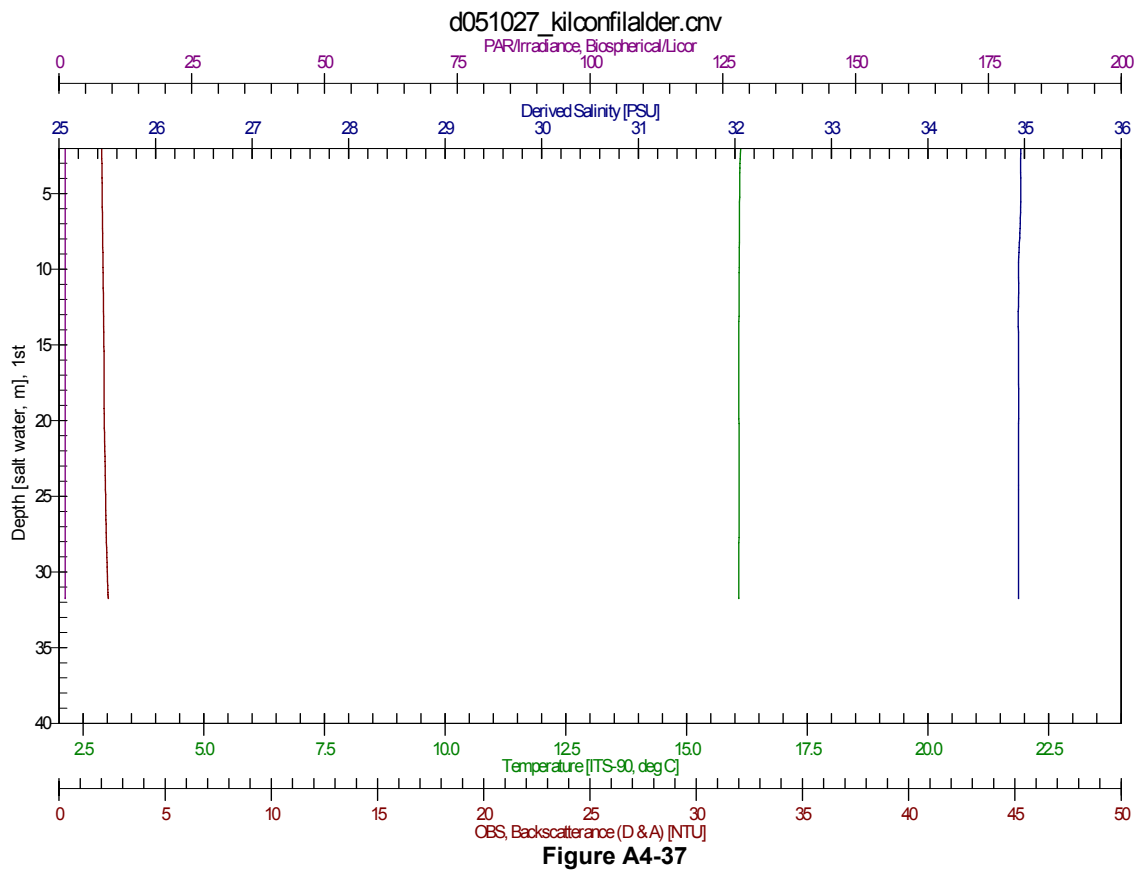 d051027_kilconfilalder.cnv
PAR/Irradiance, Biospherical/Licor
0 25 50 75 100 125 150 175 200
Derived Salinity [PSU]
25 26 27 28 29 30 31 32 33 34 35 36
Depth [salt water, m], 1st
5
10
15
20
25
30
35
40
2.5 5.0 7.5 10.0 12.5 15.0 17.5 20.0 22.5
Temperature [ITS-90, deg C]
0 5 10 15 20 25 30 35 40 45 50
OBS, Backscatterance (D & A) [NTU]
Figure A4-37